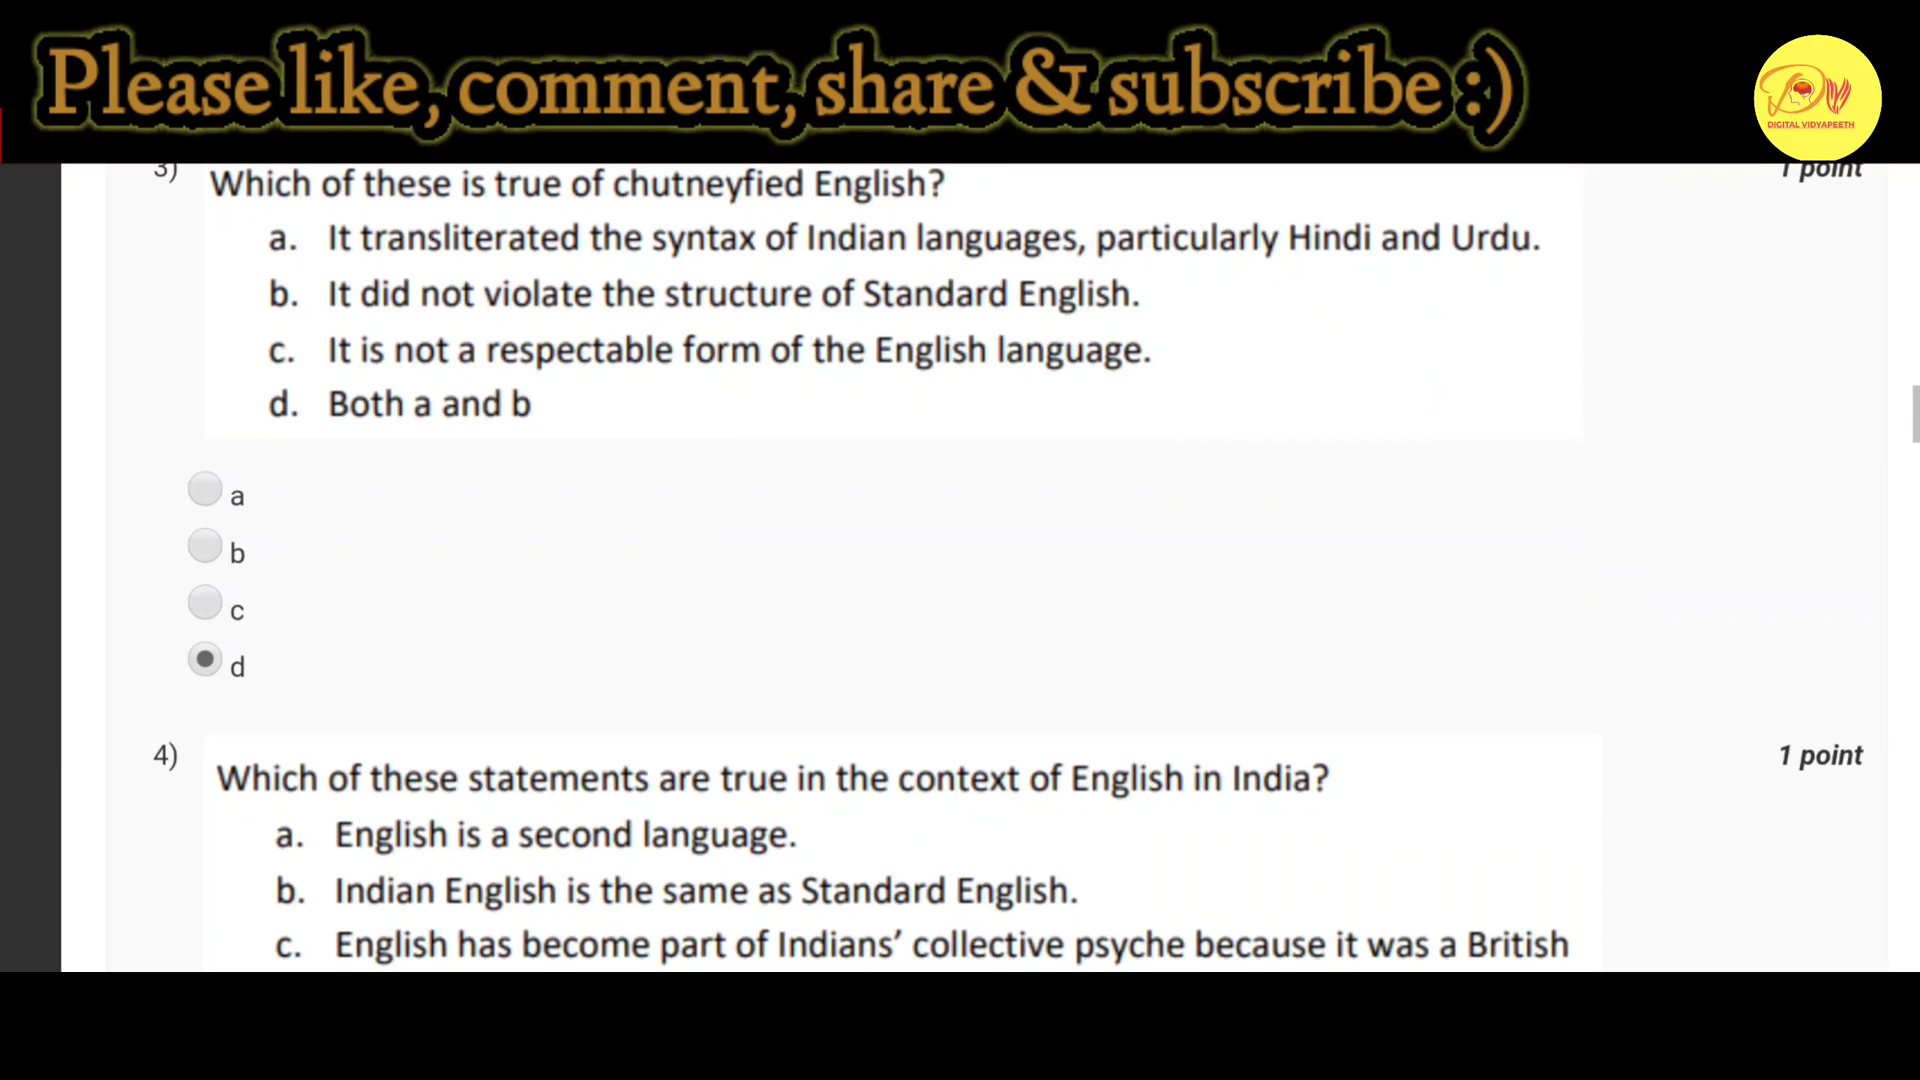 Please like, comment, share & subscribe :)
DIGITAL VIDYAPEETH
3)
1 point
Which of these is true of chutneyfied English?
a. It transliterated the syntax of Indian languages, particularly Hindi and Urdu.
b. It did not violate the structure of Standard English.
c. It is not a respectable form of the English language.
d. Both a and b
a
b
c
d
4)
1 point
Which of these statements are true in the context of English in India?
a. English is a second language.
b. Indian English is the same as Standard English.
c. English has become part of Indians’ collective psyche because it was a British